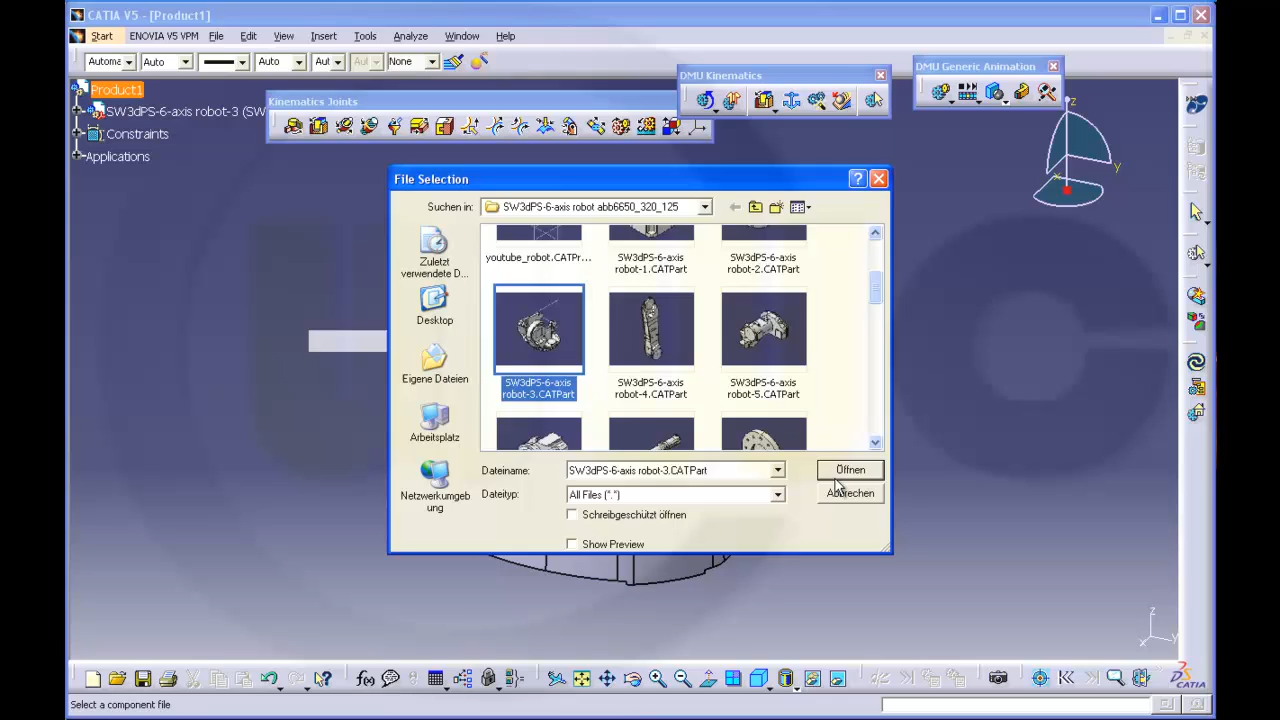 CATIA V5 - [Product1]
Start ENOVIA V5 VPM File Edit View Insert Tools Analyze Window Help
Automa Auto Auto Aut Aut None
DMU Kinematics
DMU Generic Animation
Product1
Kinematics Joints
SW3dPS-6-axis robot-3 (SW
Constraints
Applications
z
y
x
File Selection
Suchen in: SW3dPS-6-axis robot abb6650_320_125
Zuletzt
verwendete D...
Desktop
Eigene Dateien
Arbeitsplatz
Netzwerkumgeb
ung
youtube_robot.CATPr...
SW3dPS-6-axis
robot-1.CATPart
SW3dPS-6-axis
robot-2.CATPart
SW3dPS-6-axis
robot-3.CATPart
SW3dPS-6-axis
robot-4.CATPart
SW3dPS-6-axis
robot-5.CATPart
Dateiname: SW3dPS-6-axis robot-3.CATPart Öffnen
Dateityp: All Files (*.*) Abbrechen
Schreibgeschützt öffnen
Show Preview
z
x
y
f(x)
CATIA
Select a component file